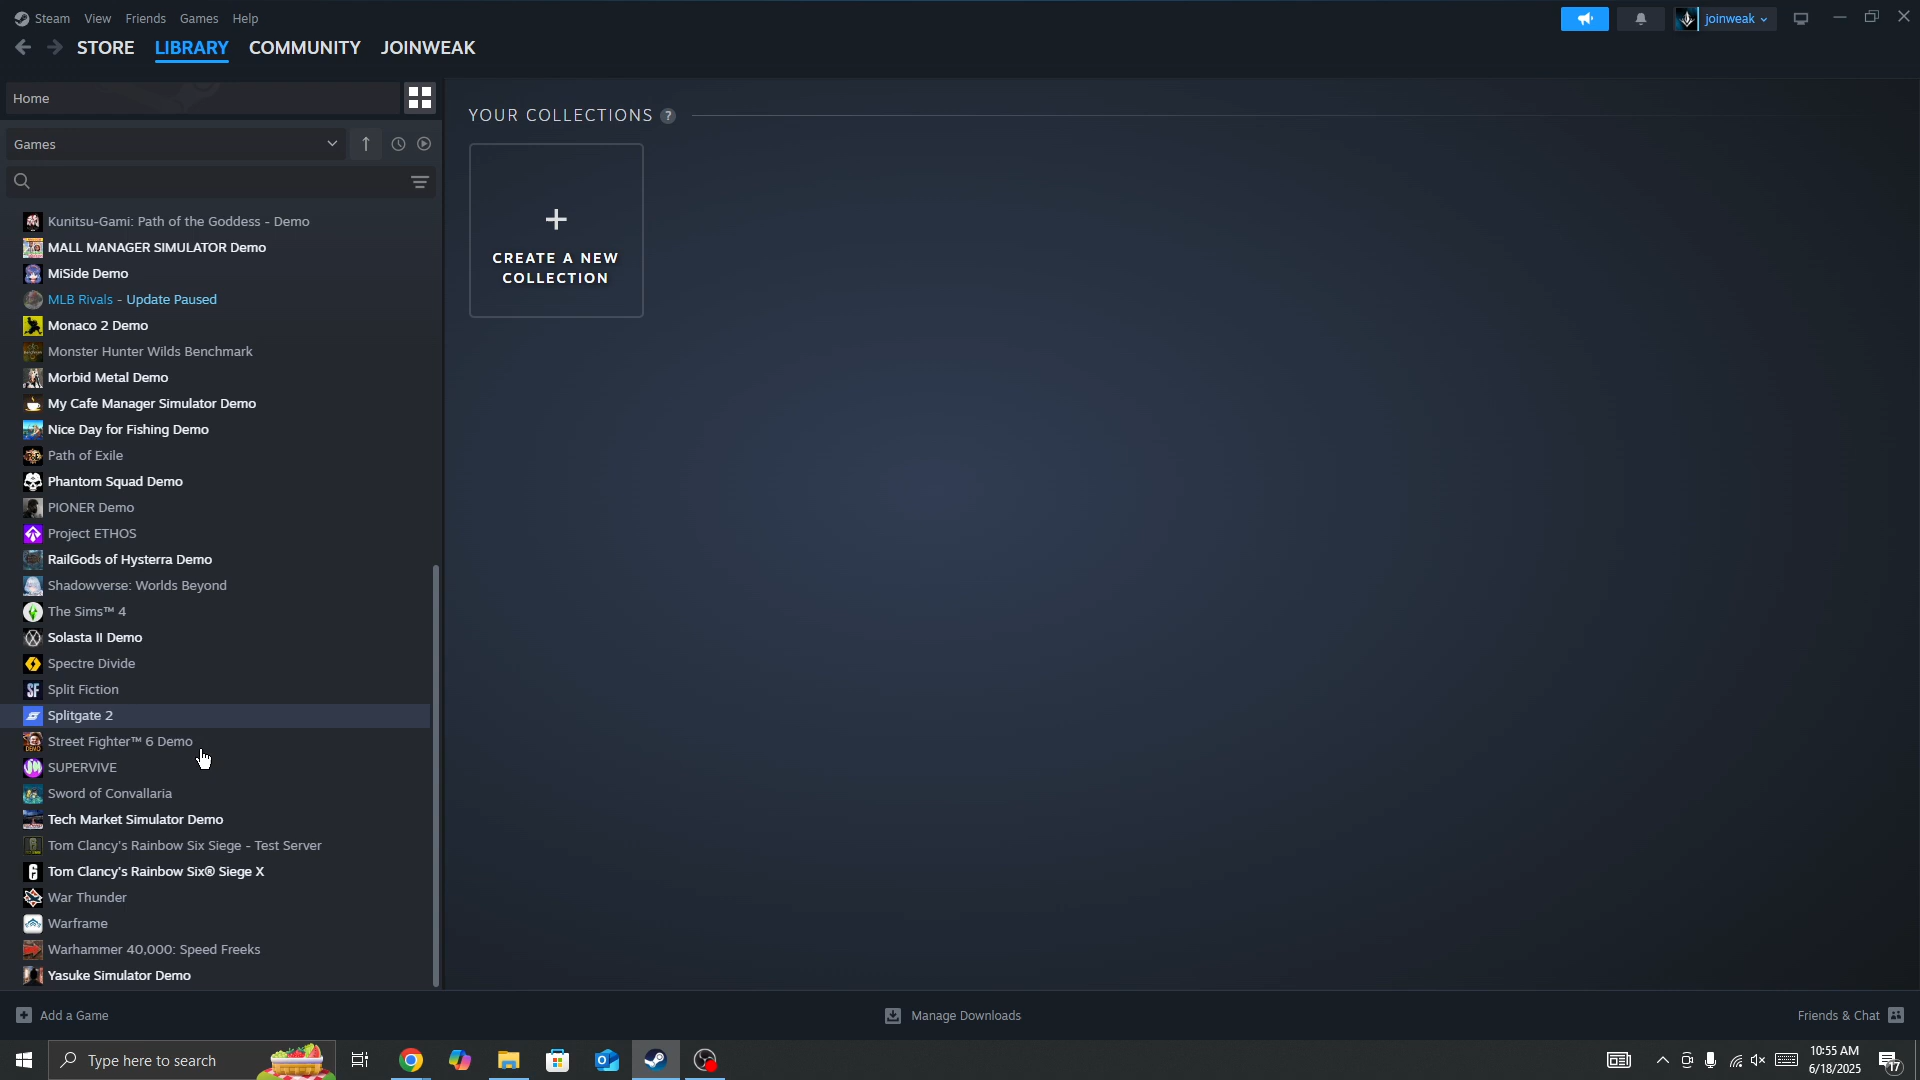 Steam View Friends Games Help
joinweak
STORE LIBRARY COMMUNITY JOINWEAK
Home
Games
YOUR COLLECTIONS ?
+
CREATE A NEW
COLLECTION
Kunitsu-Gami: Path of the Goddess - Demo
MALL MANAGER SIMULATOR Demo
MiSide Demo
MLB Rivals - Update Paused
Monaco 2 Demo
Monster Hunter Wilds Benchmark
Morbid Metal Demo
My Cafe Manager Simulator Demo
Nice Day for Fishing Demo
Path of Exile
Phantom Squad Demo
PIONER Demo
Project ETHOS
RailGods of Hysterra Demo
Shadowverse: Worlds Beyond
The Sims™ 4
Solasta II Demo
Spectre Divide
SF Split Fiction
Splitgate 2
Street Fighter™ 6 Demo
SUPERVIVE
Sword of Convallaria
Tech Market Simulator Demo
Tom Clancy's Rainbow Six Siege - Test Server
Tom Clancy's Rainbow Six® Siege X
War Thunder
Warframe
Warhammer 40,000: Speed Freeks
Yasuke Simulator Demo
Add a Game
Manage Downloads
Friends & Chat
Type here to search
10:55 AM
6/18/2025
17